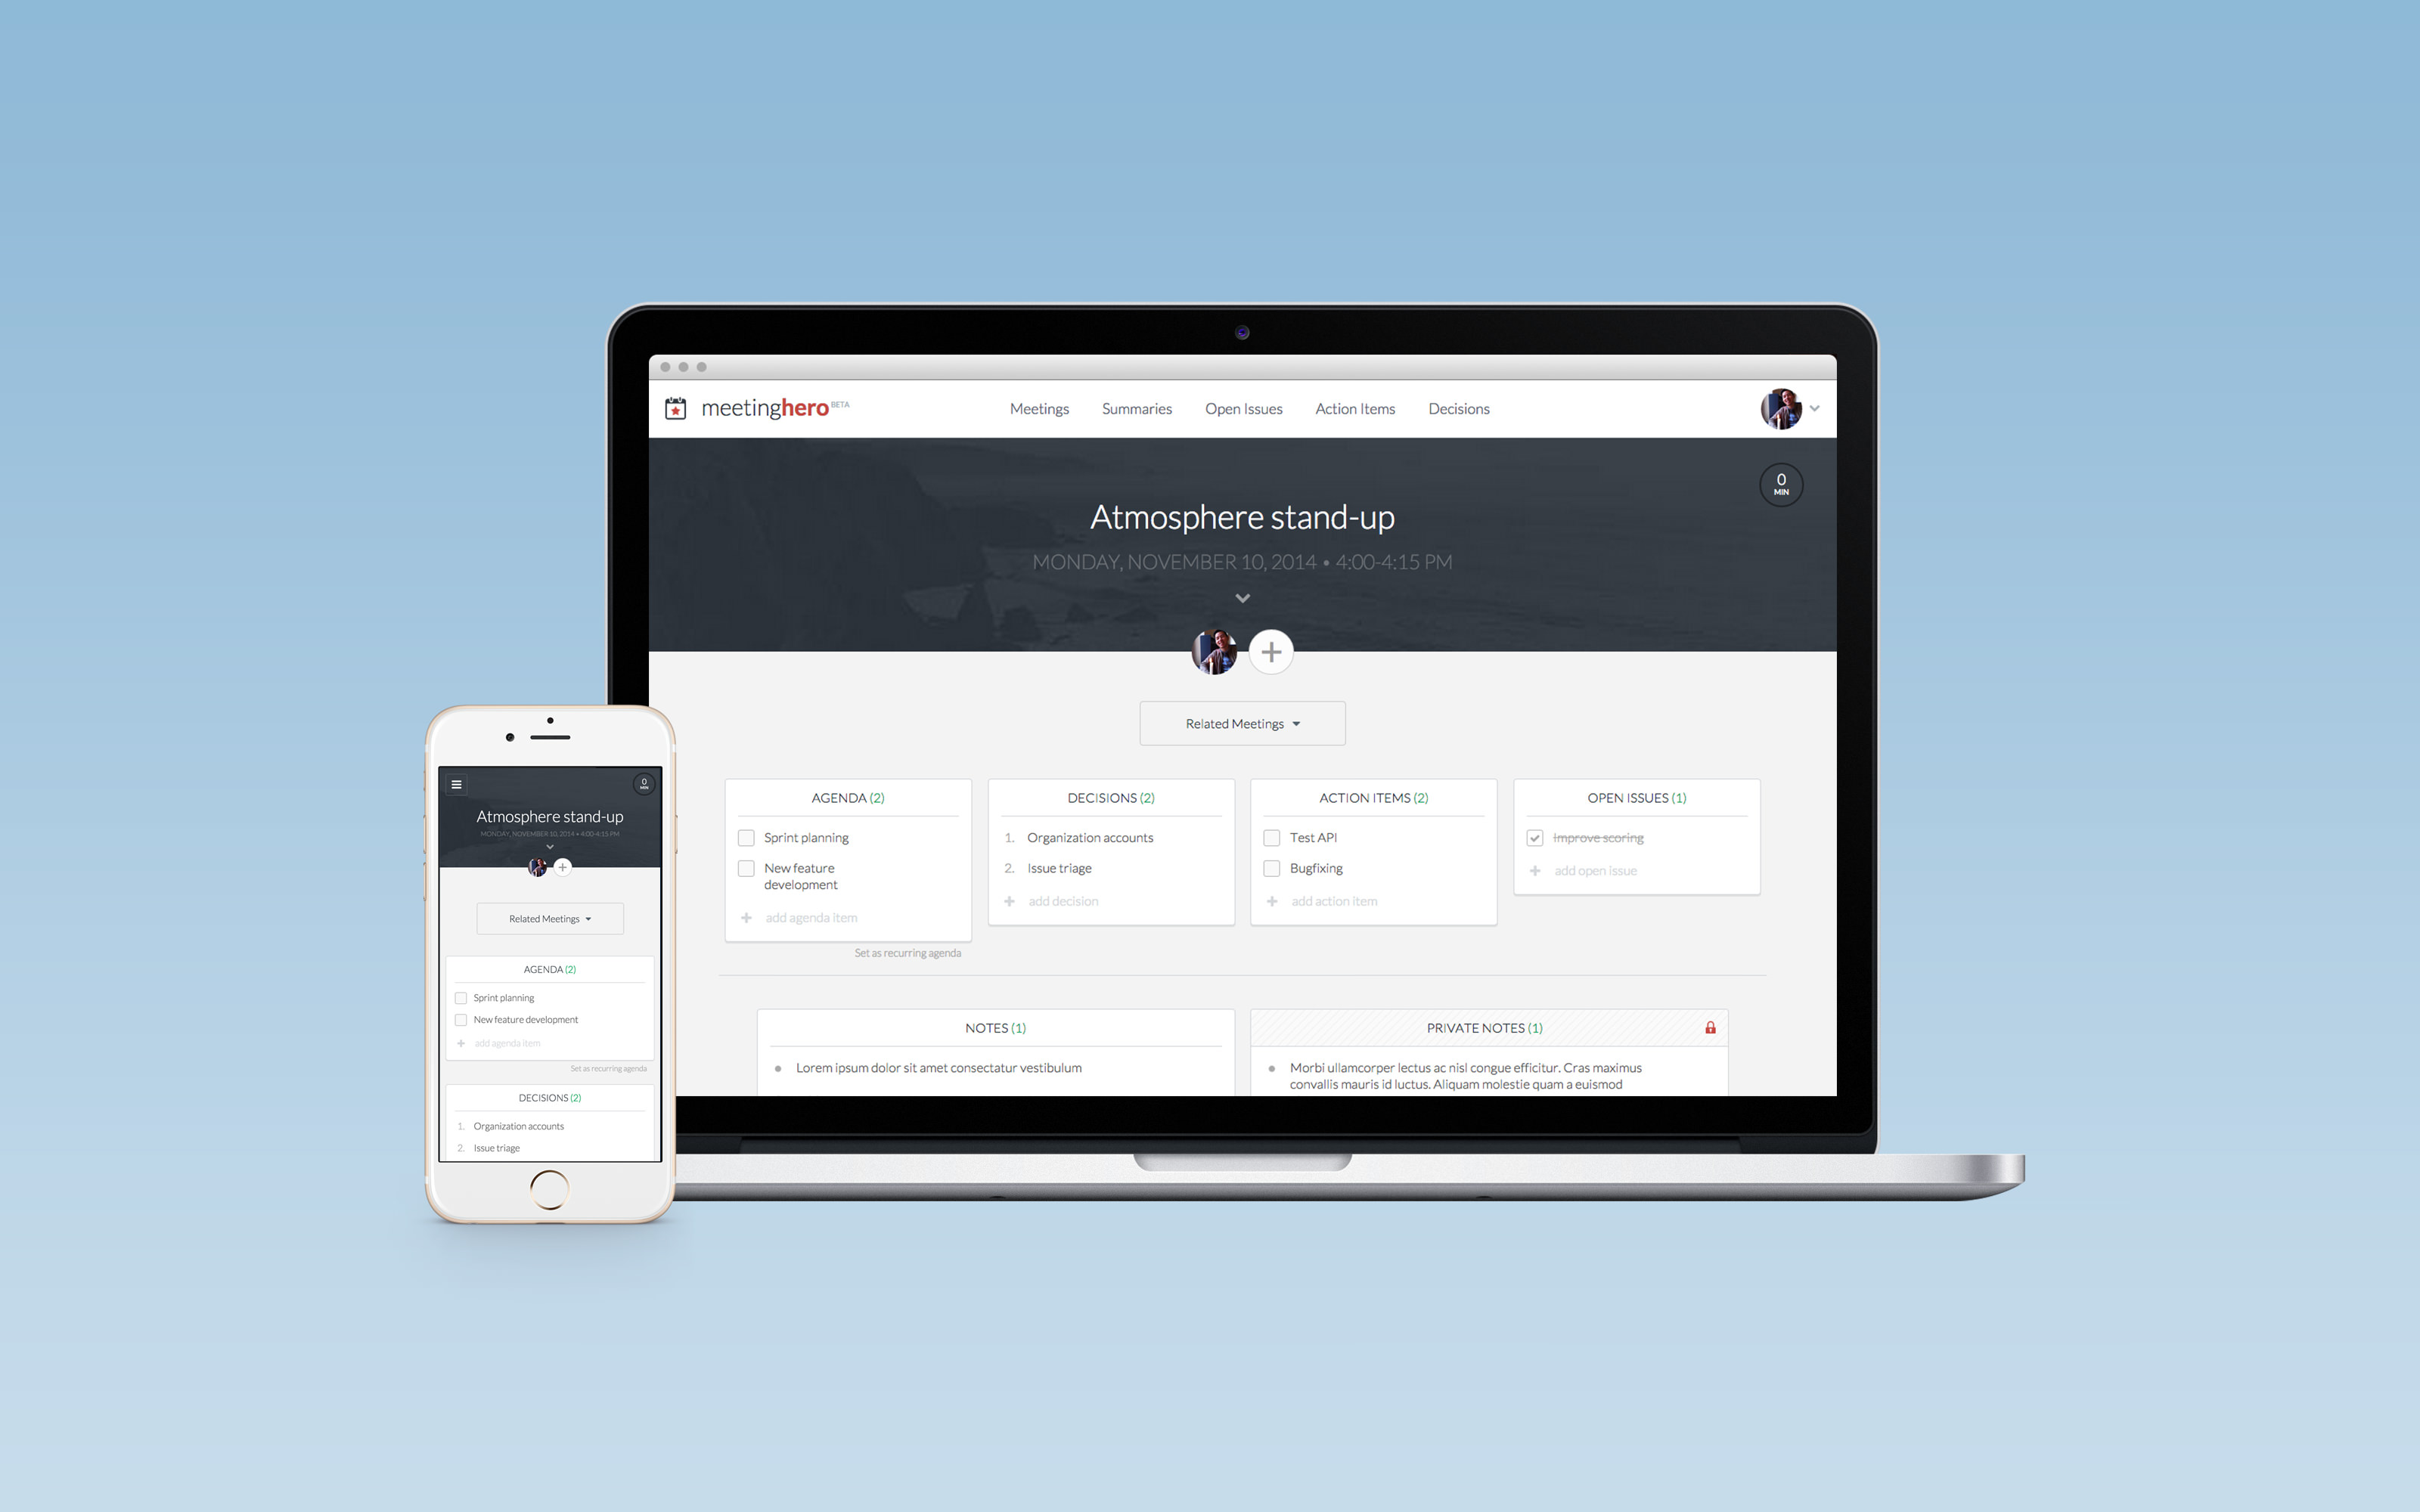 meetinghero BETA
Meetings Summaries Open Issues Action Items Decisions
0
MIN
Atmosphere stand-up
MONDAY, NOVEMBER 10, 2014 • 4:00-4:15 PM
Related Meetings
AGENDA (2)
Sprint planning
New feature
development
+ add agenda item
Set as recurring agenda
DECISIONS (2)
1. Organization accounts
2. Issue triage
+ add decision
ACTION ITEMS (2)
Test API
Bugfixing
+ add action item
OPEN ISSUES (1)
Improve scoring
+ add open issue
NOTES (1)
• Lorem ipsum dolor sit amet consectatur vestibulum
PRIVATE NOTES (1)
• Morbi ullamcorper lectus ac nisl congue efficitur. Cras maximus
convallis mauris id luctus. Aliquam molestie quam a euismod
0
MIN
Atmosphere stand-up
MONDAY, NOVEMBER 10, 2014 • 4:00-4:15 PM
Related Meetings
AGENDA (2)
Sprint planning
New feature development
+ add agenda item
Set as recurring agenda
DECISIONS (2)
1. Organization accounts
2. Issue triage